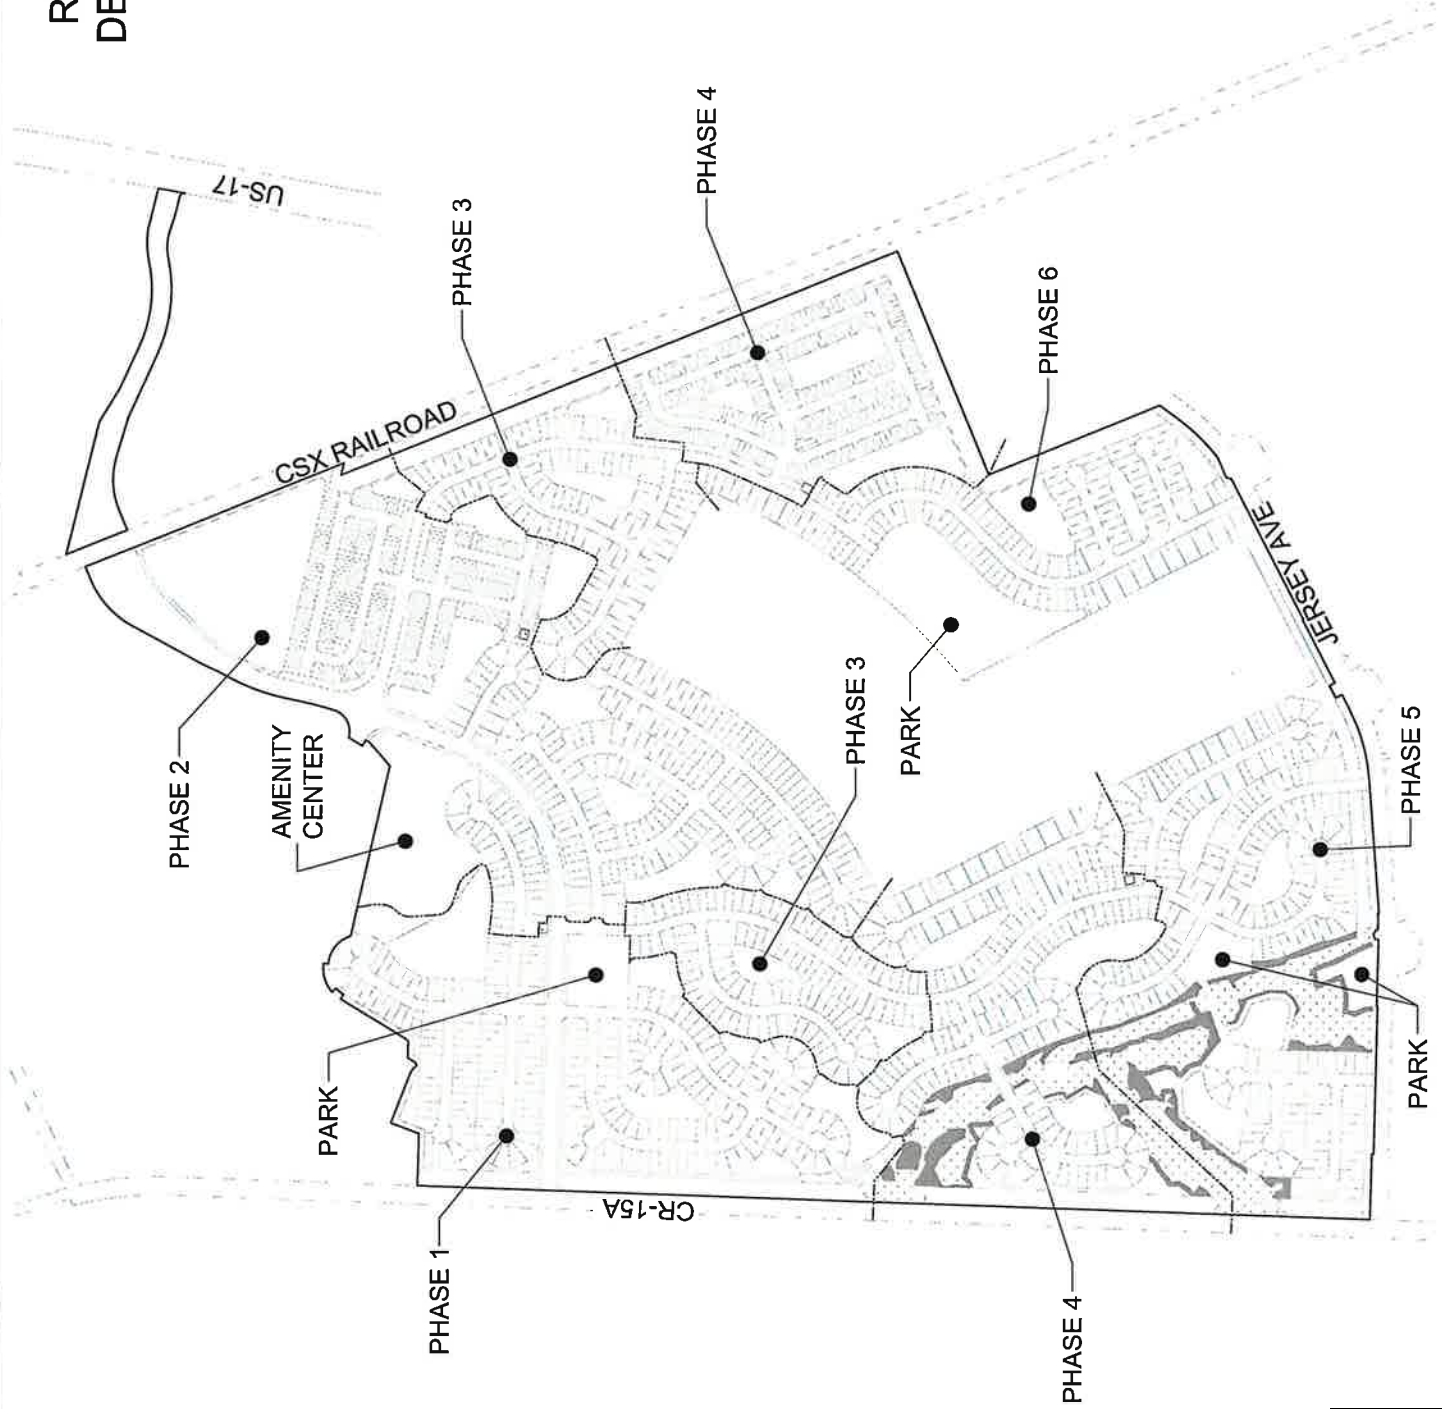 R
DE
US-17
PHASE 4
PHASE 3
PHASE 6
CSX RAILROAD
JERSEY AVE
PHASE 2
AMENITY
CENTER
PHASE 3
PARK
PHASE 5
PARK
PARK
PHASE 1
CR-15A
PHASE 4